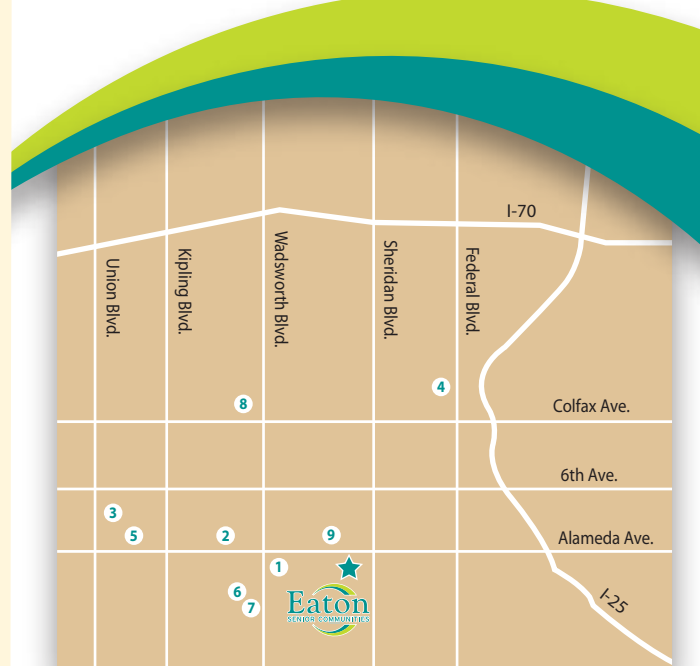 I-70
Union Blvd.
Kipling Blvd.
Wadsworth Blvd.
Sheridan Blvd.
Federal Blvd.
4
8
Colfax Ave.
6th Ave.
3
5
2
9
Alameda Ave.
1
6
7
Eaton
SENIOR COMMUNITIES
I-25